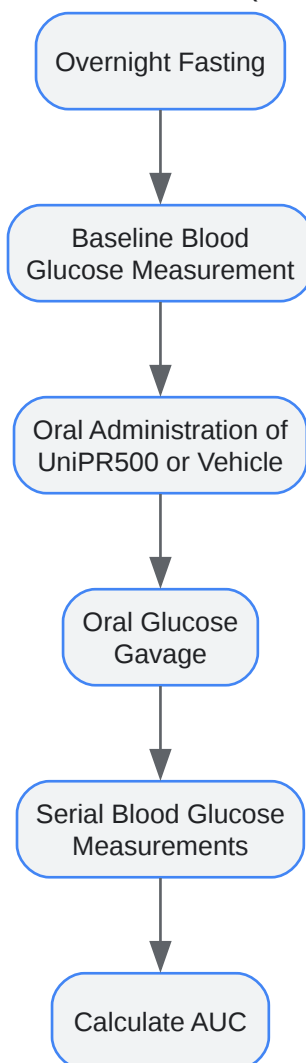 Overnight Fasting
Baseline Blood
Glucose Measurement
Oral Administration of
UniPR500 or Vehicle
Oral Glucose
Gavage
Serial Blood Glucose
Measurements
Calculate AUC